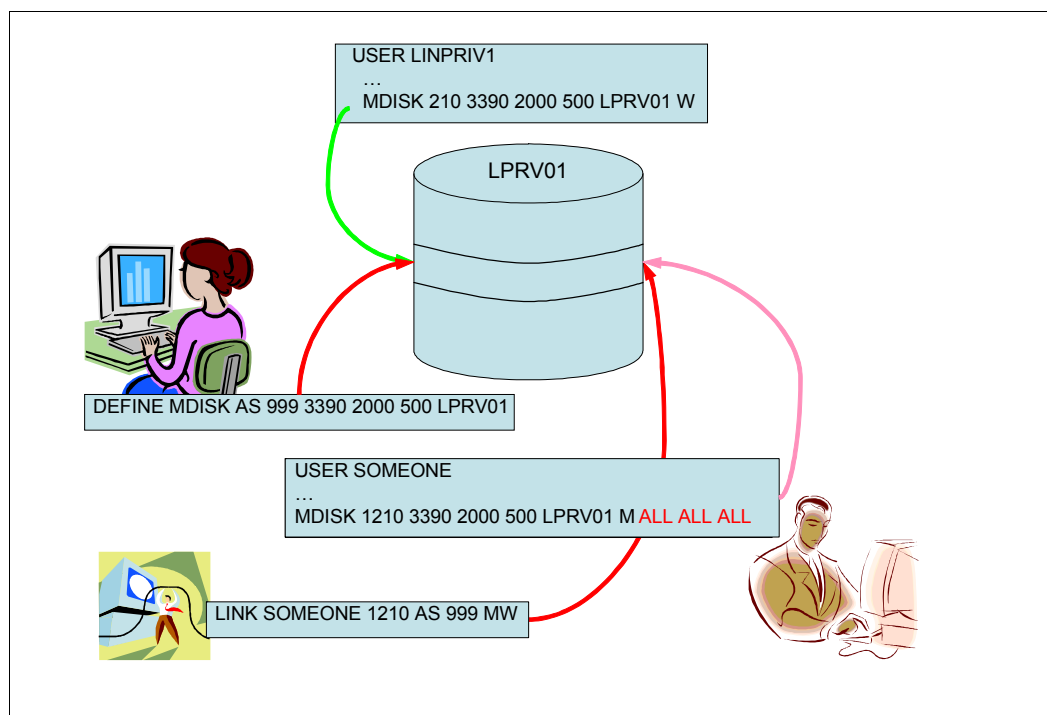 USER LINPRIV1
…
MDISK 210 3390 2000 500 LPRV01 W
LPRV01
DEFINE MDISK AS 999 3390 2000 500 LPRV01
USER SOMEONE
…
MDISK 1210 3390 2000 500 LPRV01 M ALL ALL ALL
LINK SOMEONE 1210 AS 999 MW